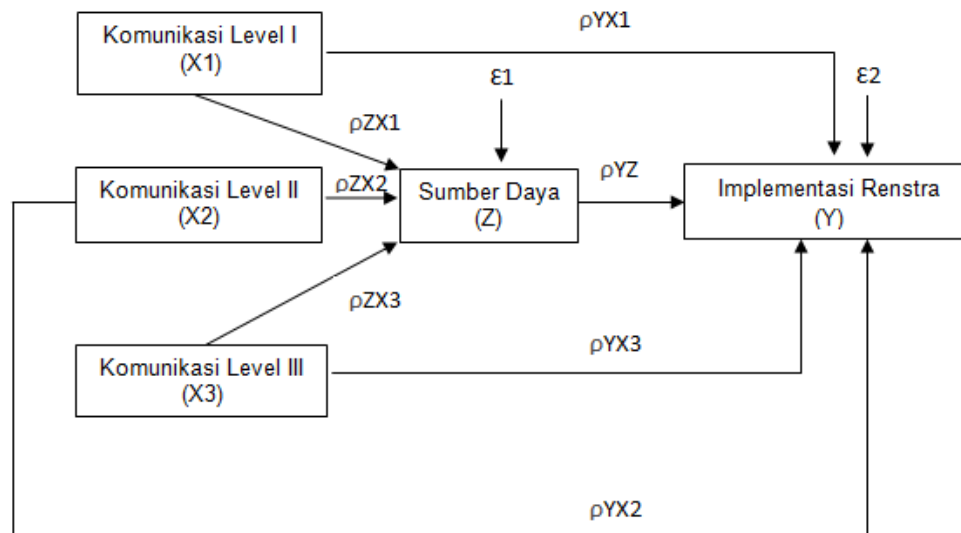 Komunikasi Level I
(X1)
ρYX1
ε1
ε2
ρZX1
Komunikasi Level II
(X2)
ρZX2
Sumber Daya
(Z)
ρYZ
Implementasi Renstra
(Y)
ρZX3
Komunikasi Level III
(X3)
ρYX3
ρYX2